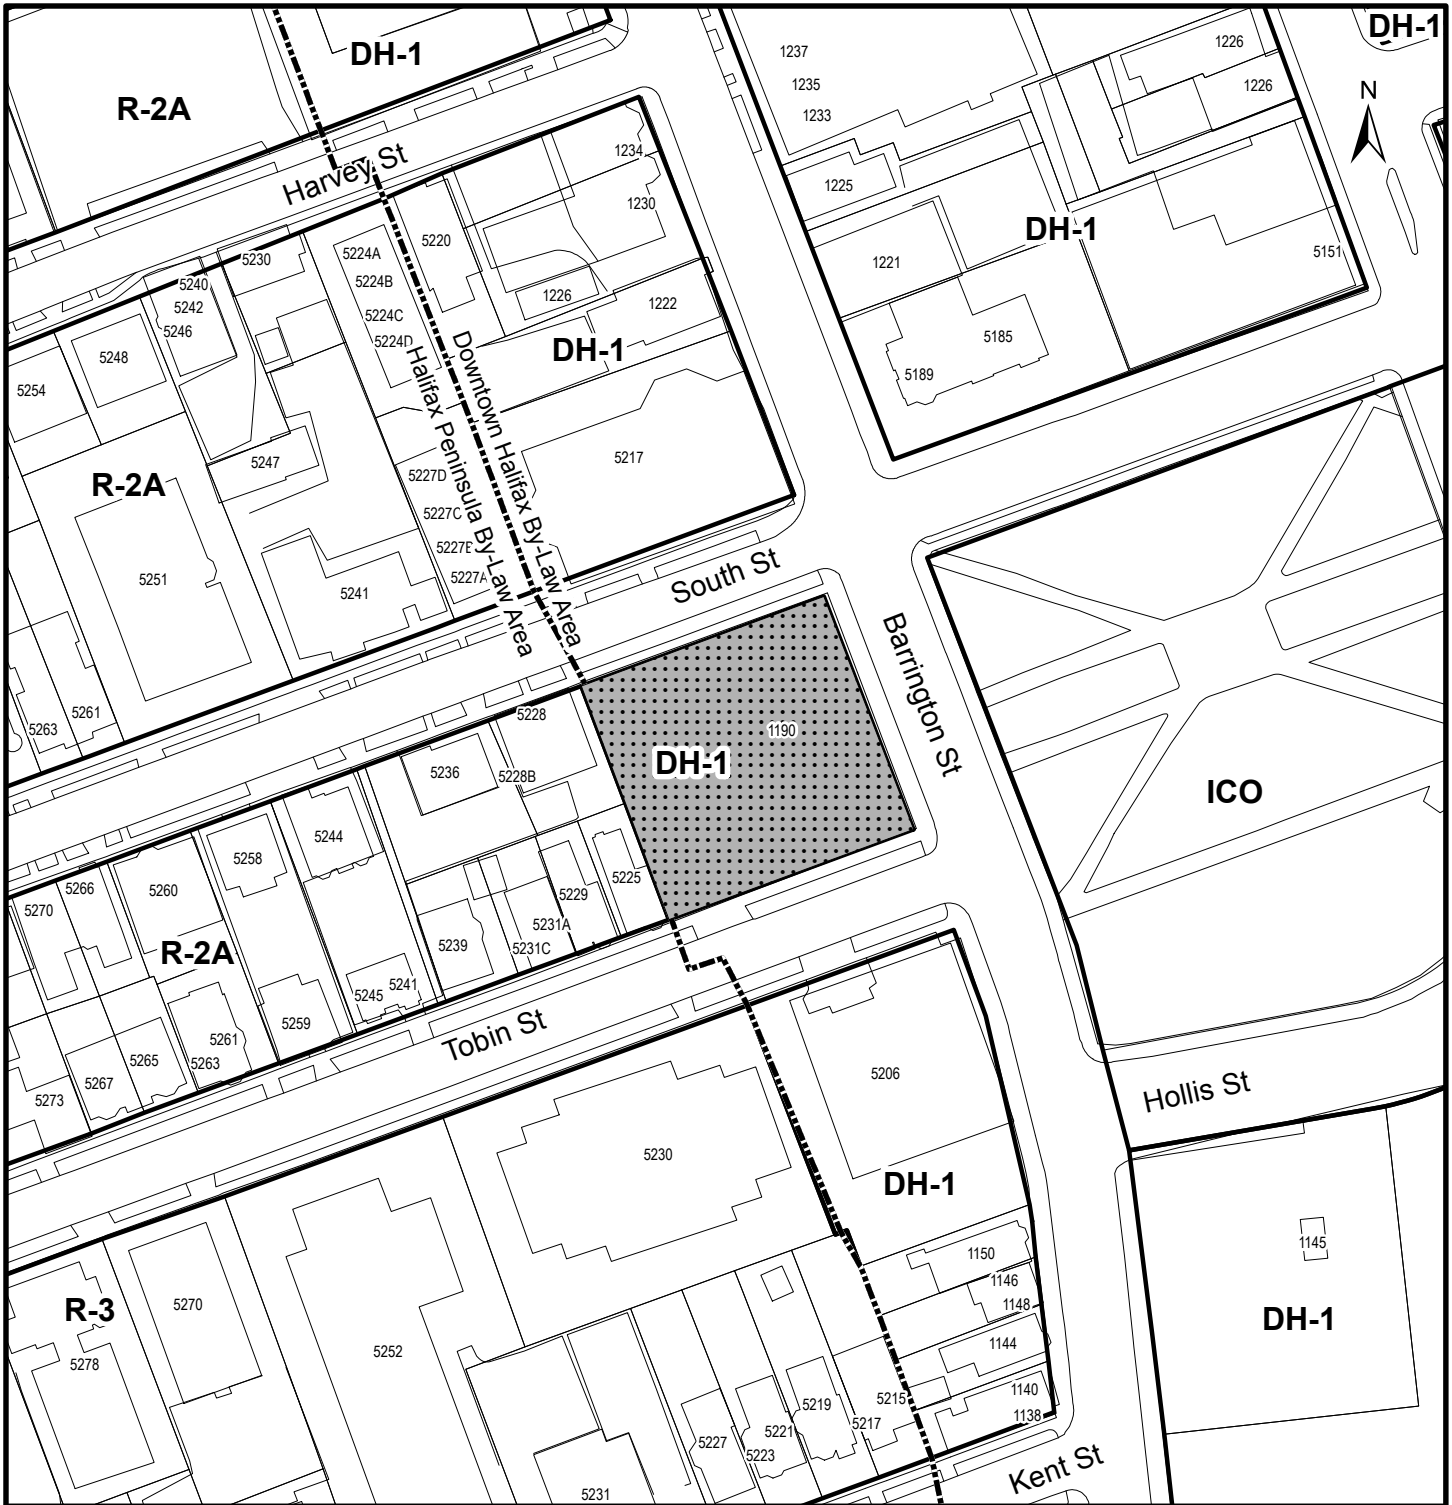 DH-1
DH-1
R-2A
1237
1235
1233
1226
1226
N
Harvey St
1234
1230
1225
DH-1
5220
5230
5224A
5224B
5224C
5224D
1221
5151
5240
5242
5246
1226
1222
5248
5254
DH-1
5185
5189
Downtown Halifax By-Law Area
Halifax Peninsula By-Law Area
5217
5247
R-2A
5227D
5227C
5227B
5227A
5251
5241
South St
Barrington St
5261
5263
5228
1190
DH-1
5236
5228B
ICO
5244
5258
5266
5260
5270
5225
5229
5231A
5231C
5239
R-2A
5241
5245
5259
5261
5263
5265
5267
5273
Tobin St
5206
Hollis St
5230
DH-1
1145
1150
1146
1148
R-3
5270
DH-1
1144
5278
5252
1140
1138
5215
5219
5217
5221
5223
5227
5231
Kent St